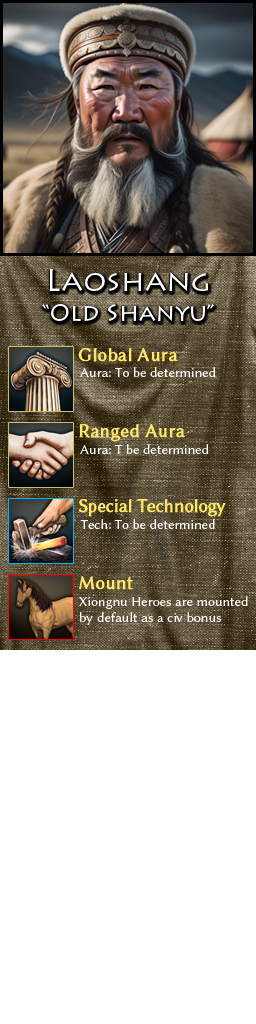 LAOSHANG
“OLD SHANYU”
Global Aura
Aura: To be determined
Ranged Aura
Aura: T be determined
Special Technology
Tech: To be determined
Mount
Xiongnu Heroes are mounted
by default as a civ bonus